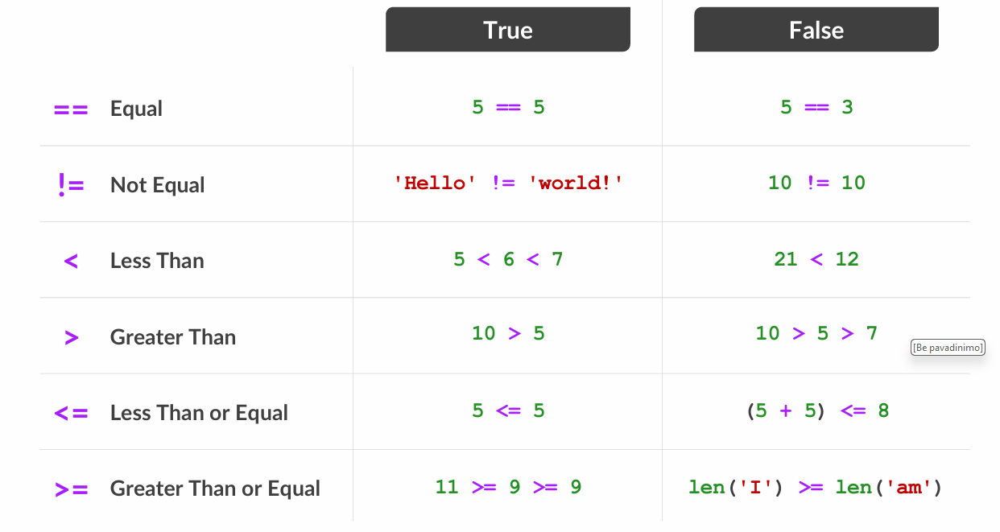 True False
== Equal 5 == 5 5 == 3
!= Not Equal 'Hello' != 'world!' 10 != 10
< Less Than 5 < 6 < 7 21 < 12
> Greater Than 10 > 5 10 > 5 > 7
[Be pavadinimo]
<= Less Than or Equal 5 <= 5 (5 + 5) <= 8
>= Greater Than or Equal 11 >= 9 >= 9 len('I') >= len('am')